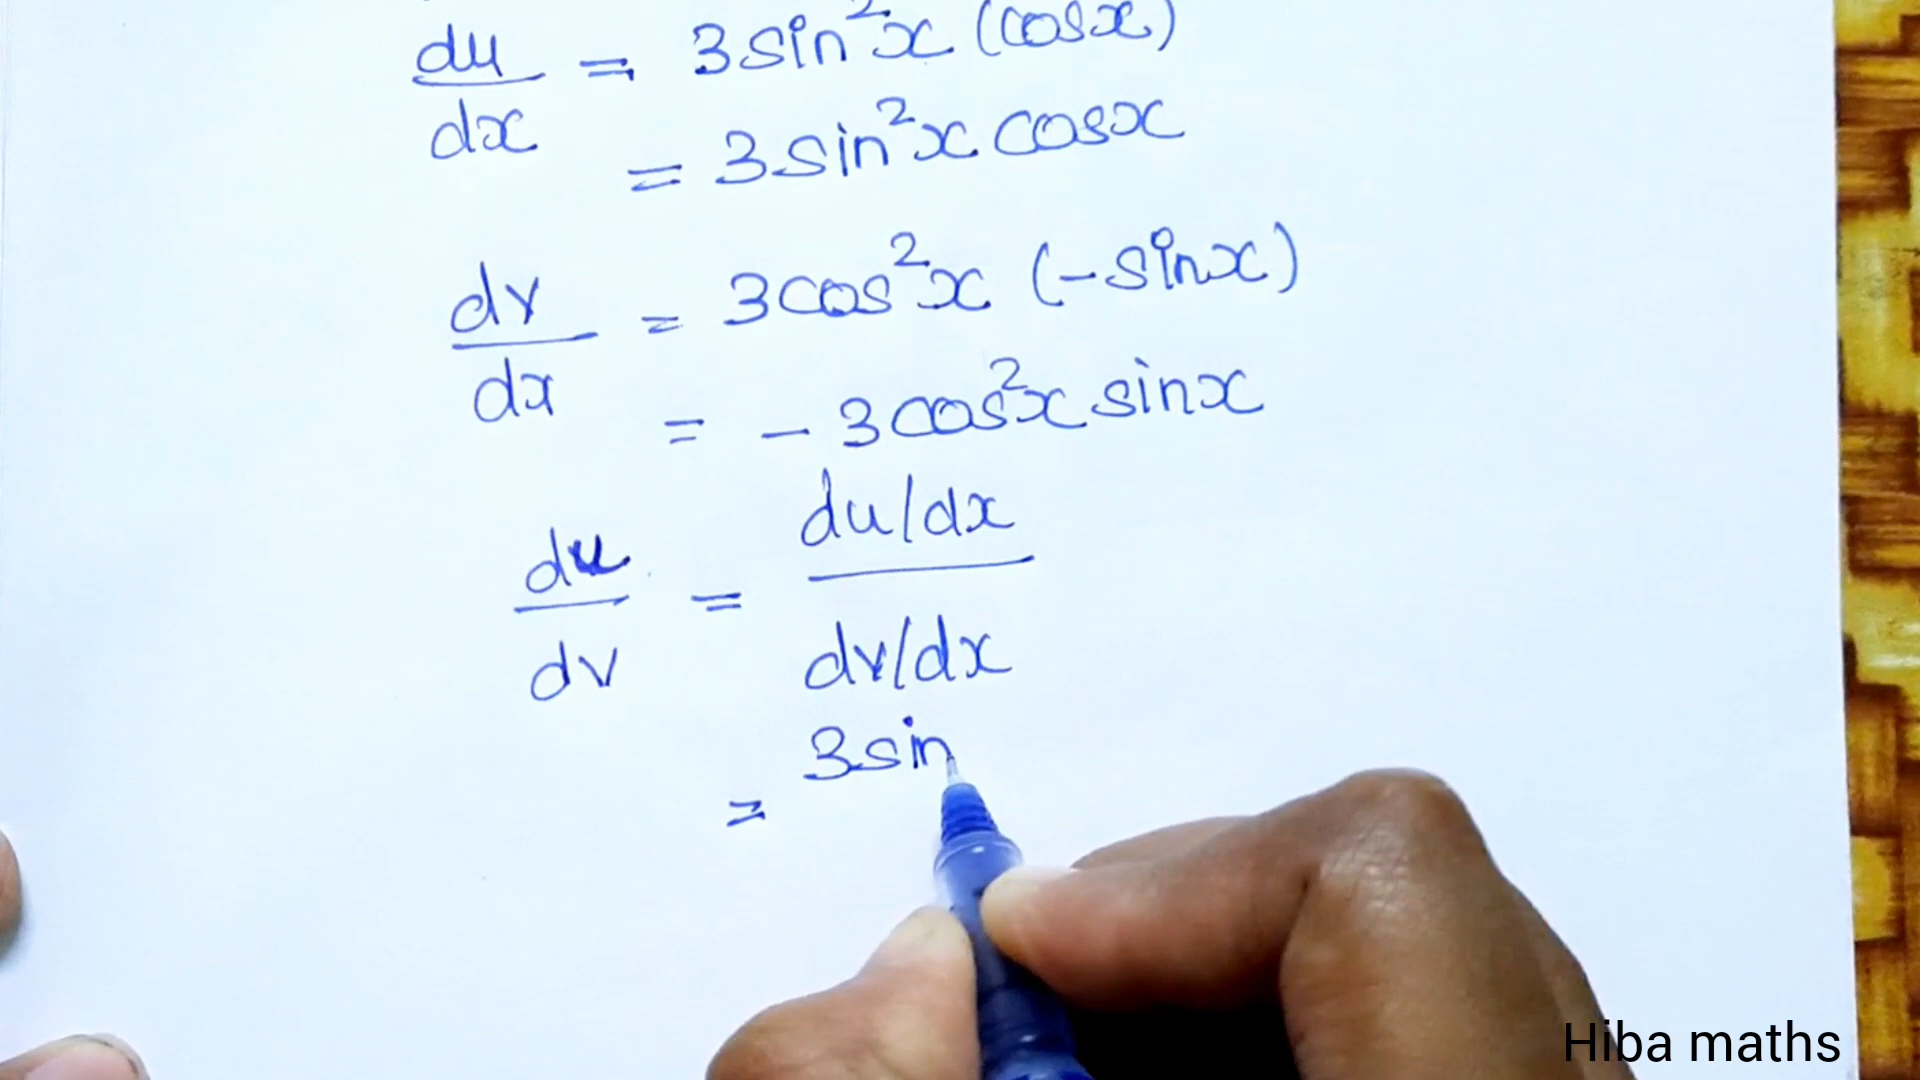 du/dx = 3sin²x (cosx)
= 3sin²x cosx
dv/dx = 3cos²x (-sinx)
= - 3cos²x sinx
du/dv = du/dx / dv/dx
= 3sin
Hiba maths